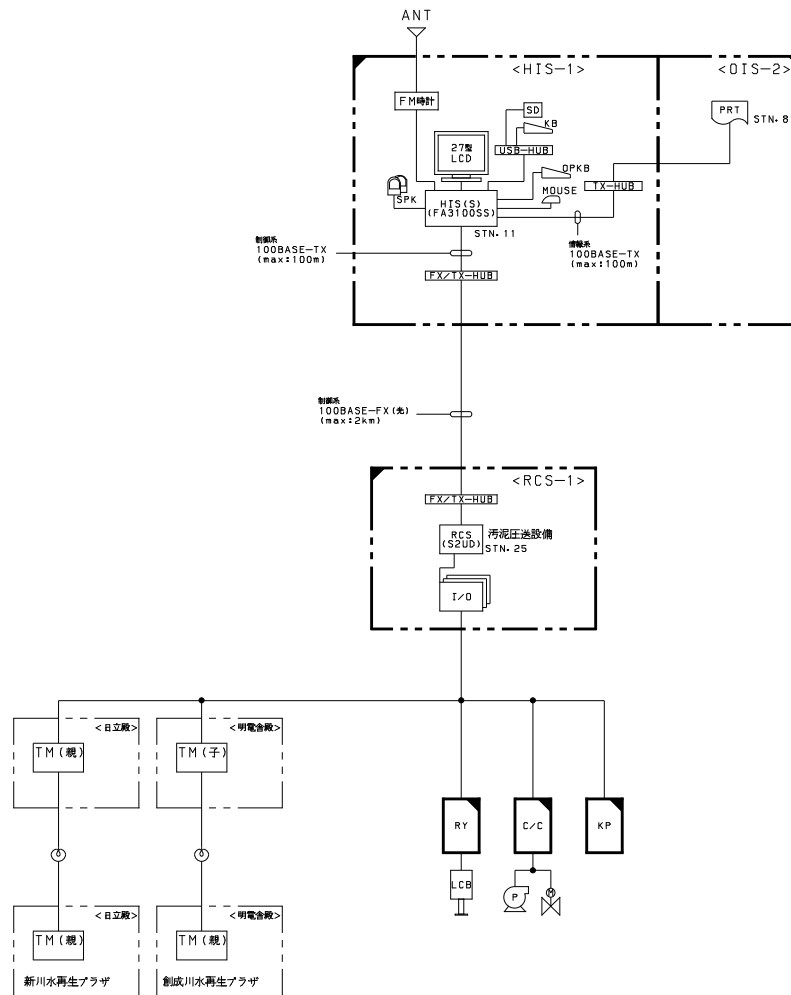 ANT
<HIS-1>
<OIS-2>
FM時計
SD
KB
PRT
STN.8
27型
LCD
USB-HUB
OPKB
TX-HUB
MOUSE
SPK
HIS(S)
(FA3100SS)
STN.11
制御系
100BASE-TX
(max:100m)
情報系
100BASE-TX
(max:100m)
FX/TX-HUB
制御系
100BASE-FX(光)
(max:2km)
<RCS-1>
FX/TX-HUB
RCS
(S2UD)
汚泥圧送設備
STN.25
I/O
<日立殿>
<明電舎殿>
TM(親)
TM(子)
RY
C/C
KP
LCB
P
M
<日立殿>
<明電舎殿>
TM(親)
TM(親)
新川水再生プラザ
創成川水再生プラザ